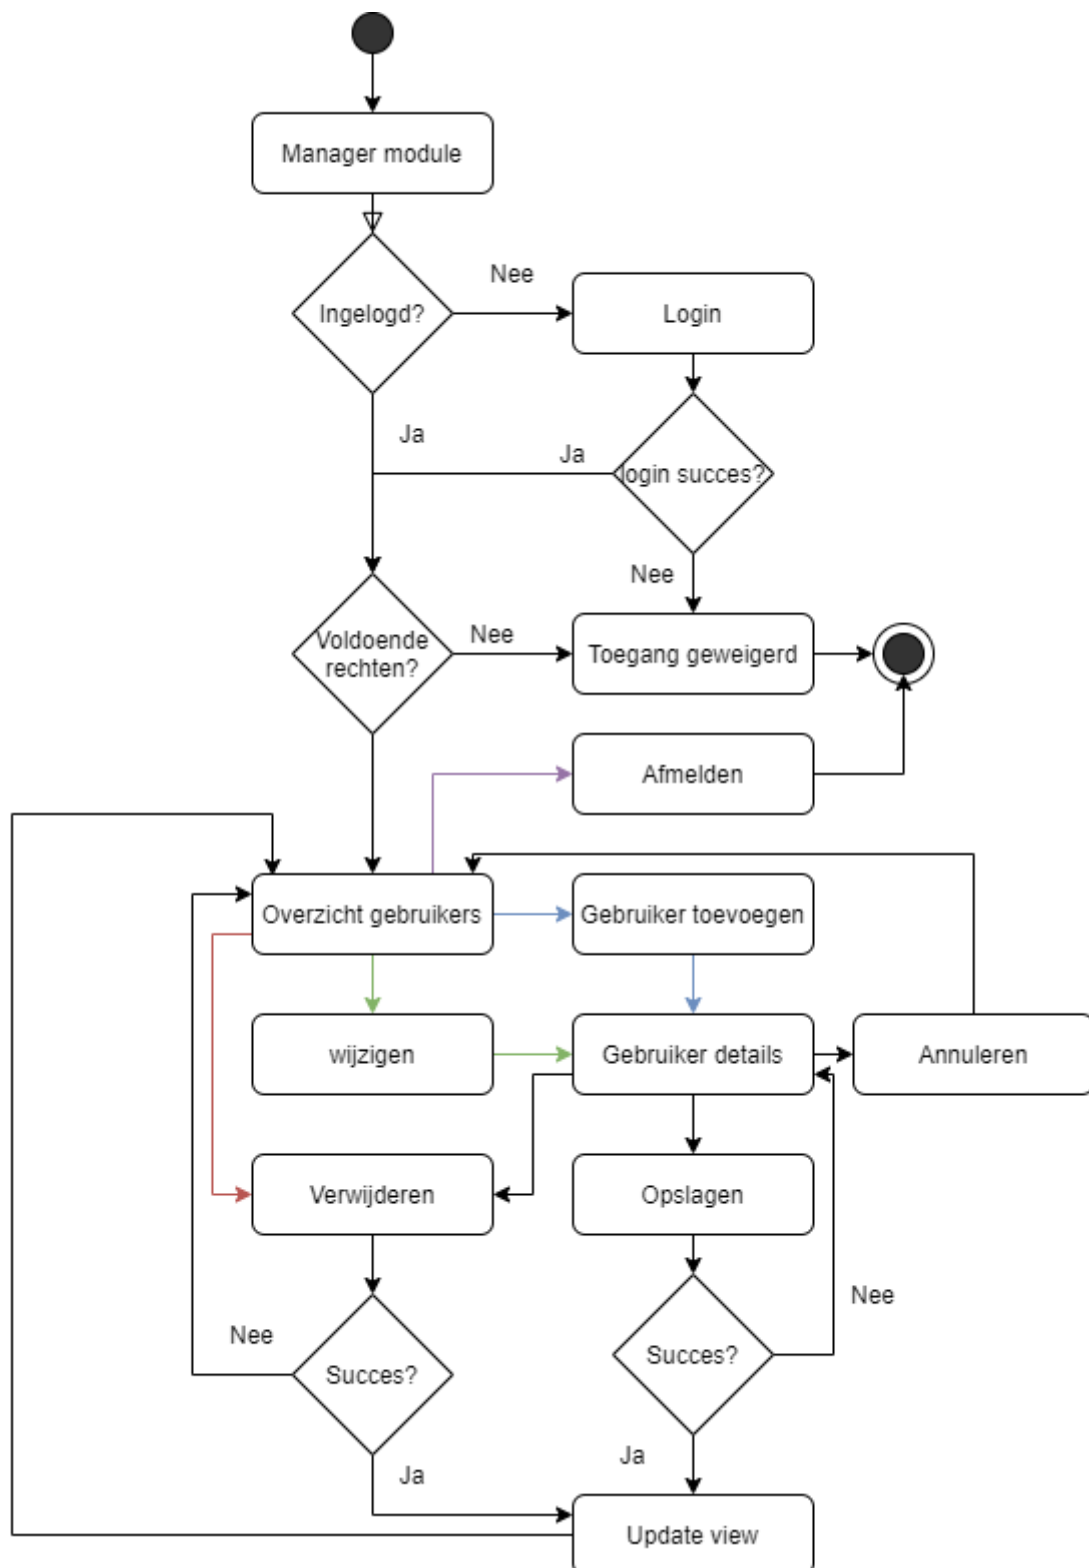 Manager module
Ingelogd?
Nee
Login
Ja
Ja
login succes?
Nee
Voldoende
rechten?
Nee
Toegang geweigerd
Afmelden
Overzicht gebruikers
Gebruiker toevoegen
wijzigen
Gebruiker details
Annuleren
Verwijderen
Opslagen
Nee
Succes?
Nee
Succes?
Ja
Ja
Update view